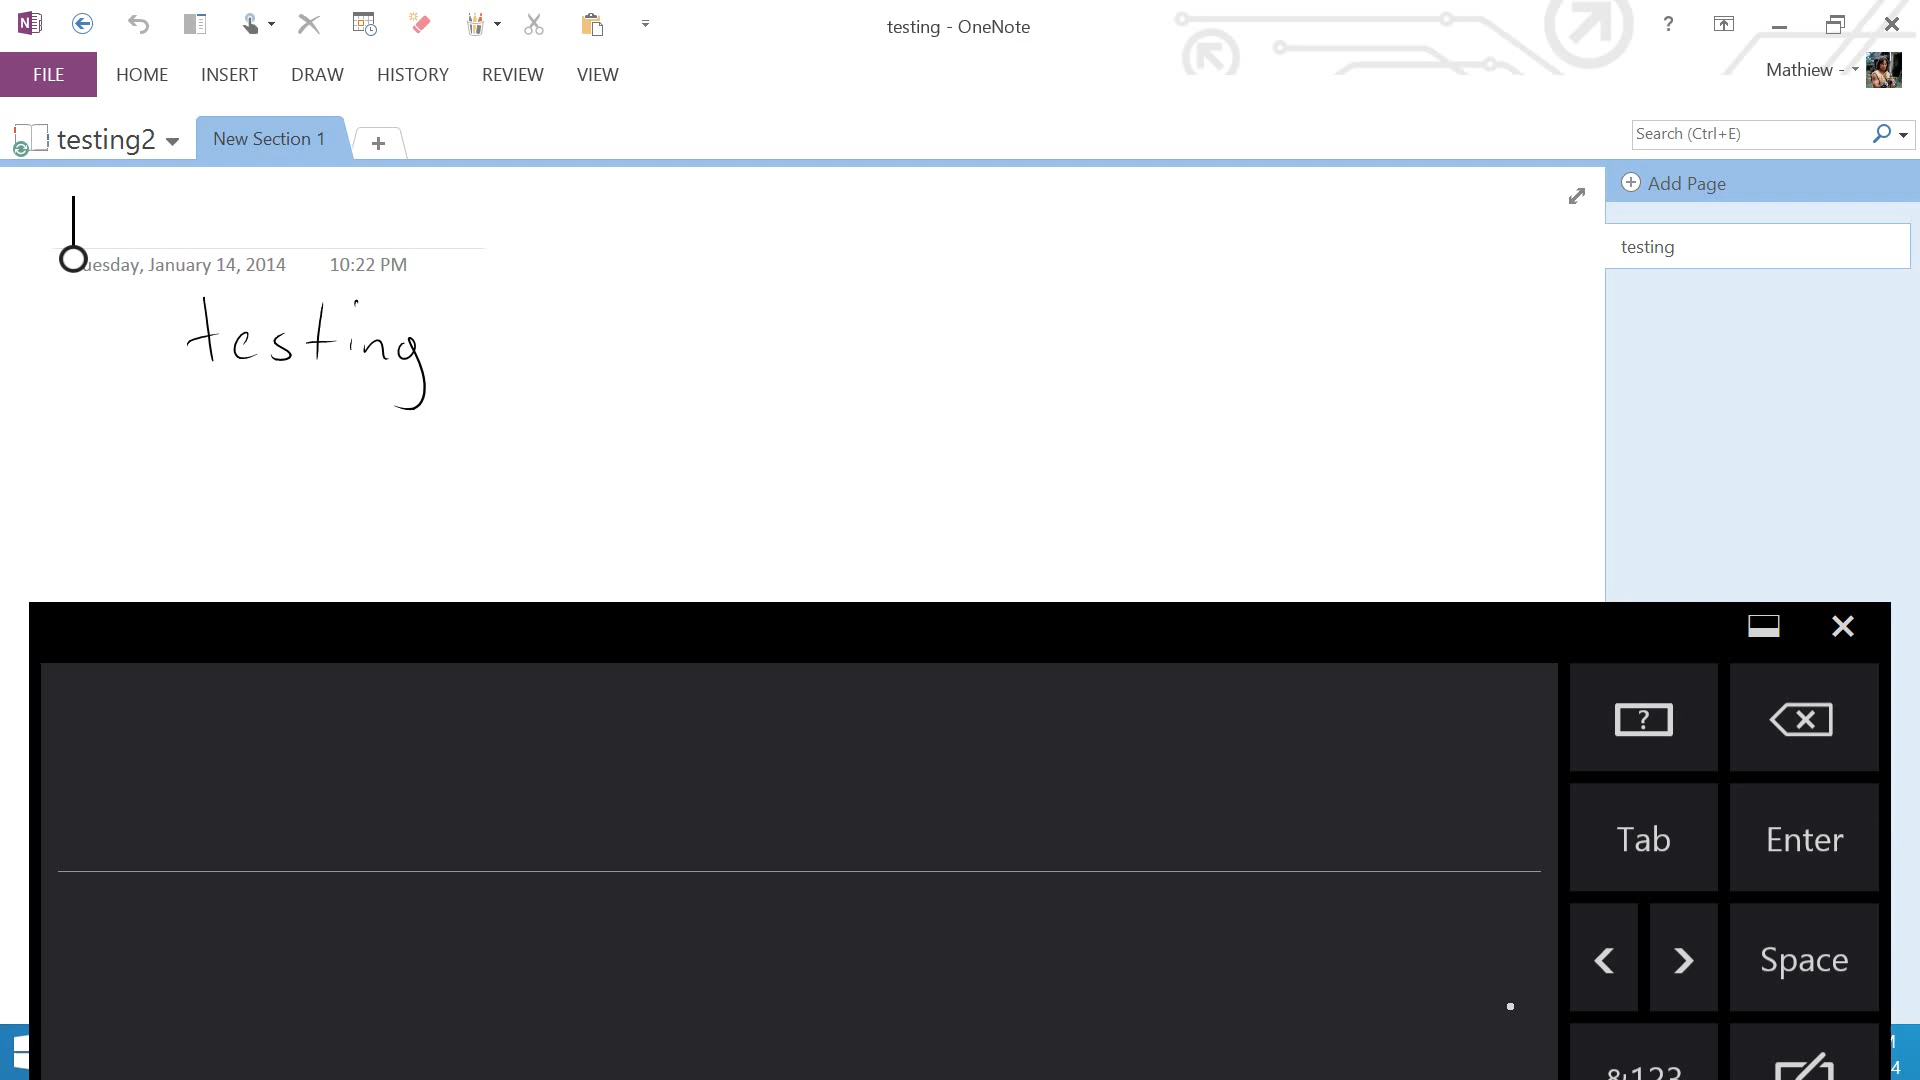 testing - OneNote
?
FILE HOME INSERT DRAW HISTORY REVIEW VIEW
Mathiew -
testing2 New Section 1 +
Search (Ctrl+E)
Add Page
uesday, January 14, 2014 10:22 PM
testing
testing
?
Tab Enter
< > Space
&123